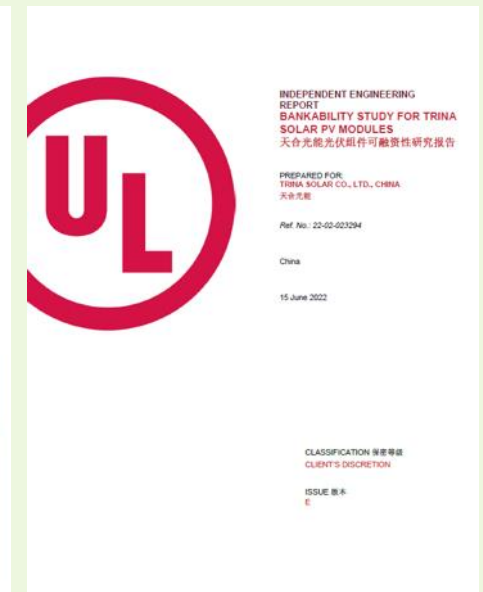 UL
INDEPENDENT ENGINEERING
REPORT
BANKABILITY STUDY FOR TRINA
SOLAR PV MODULES
天合光能光伏组件可融资性研究报告
PREPARED FOR:
TRINA SOLAR CO., LTD., CHINA
天合光能
Ref. No.: 22-02-023294
China
15 June 2022
CLASSIFICATION 保密等级
CLIENT'S DISCRETION
ISSUE 版本
E